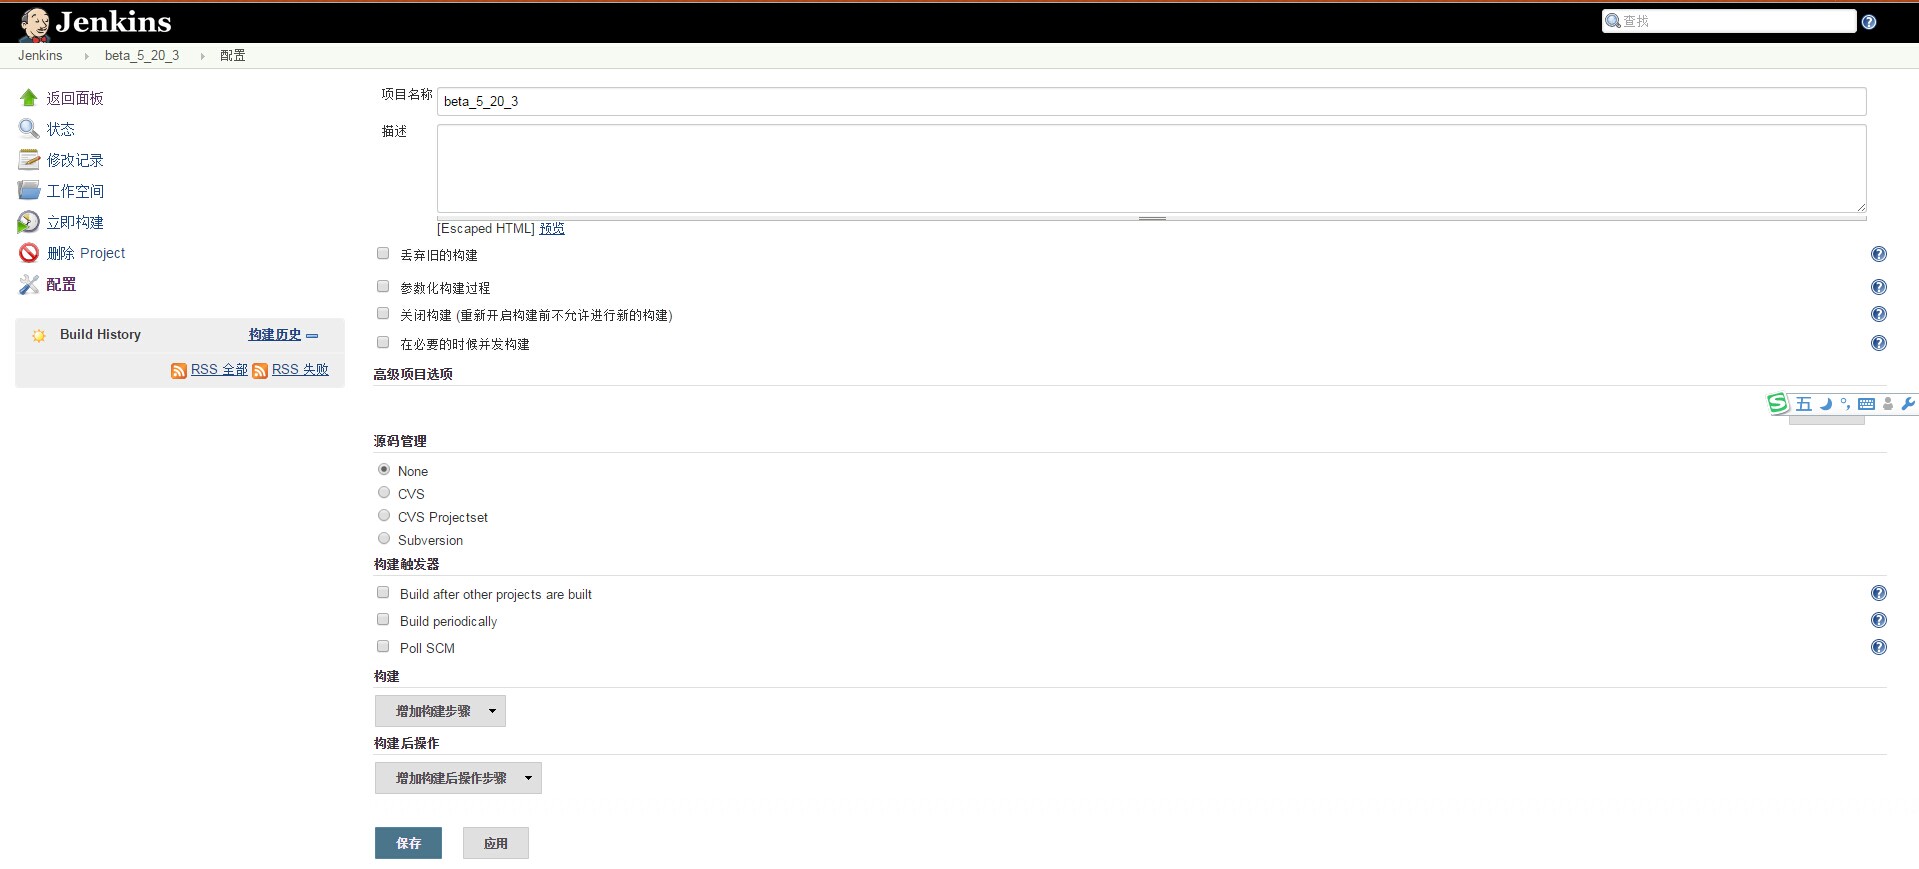 Jenkins
查找
Jenkins beta_5_20_3 配置
返回面板
状态
修改记录
工作空间
立即构建
删除 Project
配置
Build History 构建历史
RSS 全部 RSS 失败
项目名称 beta_5_20_3
描述
[Escaped HTML] 预览
丢弃旧的构建
参数化构建过程
关闭构建 (重新开启构建前不允许进行新的构建)
在必要的时候并发构建
高级项目选项
五
源码管理
None
CVS
CVS Projectset
Subversion
构建触发器
Build after other projects are built
Build periodically
Poll SCM
构建
增加构建步骤
构建后操作
增加构建后操作步骤
保存 应用